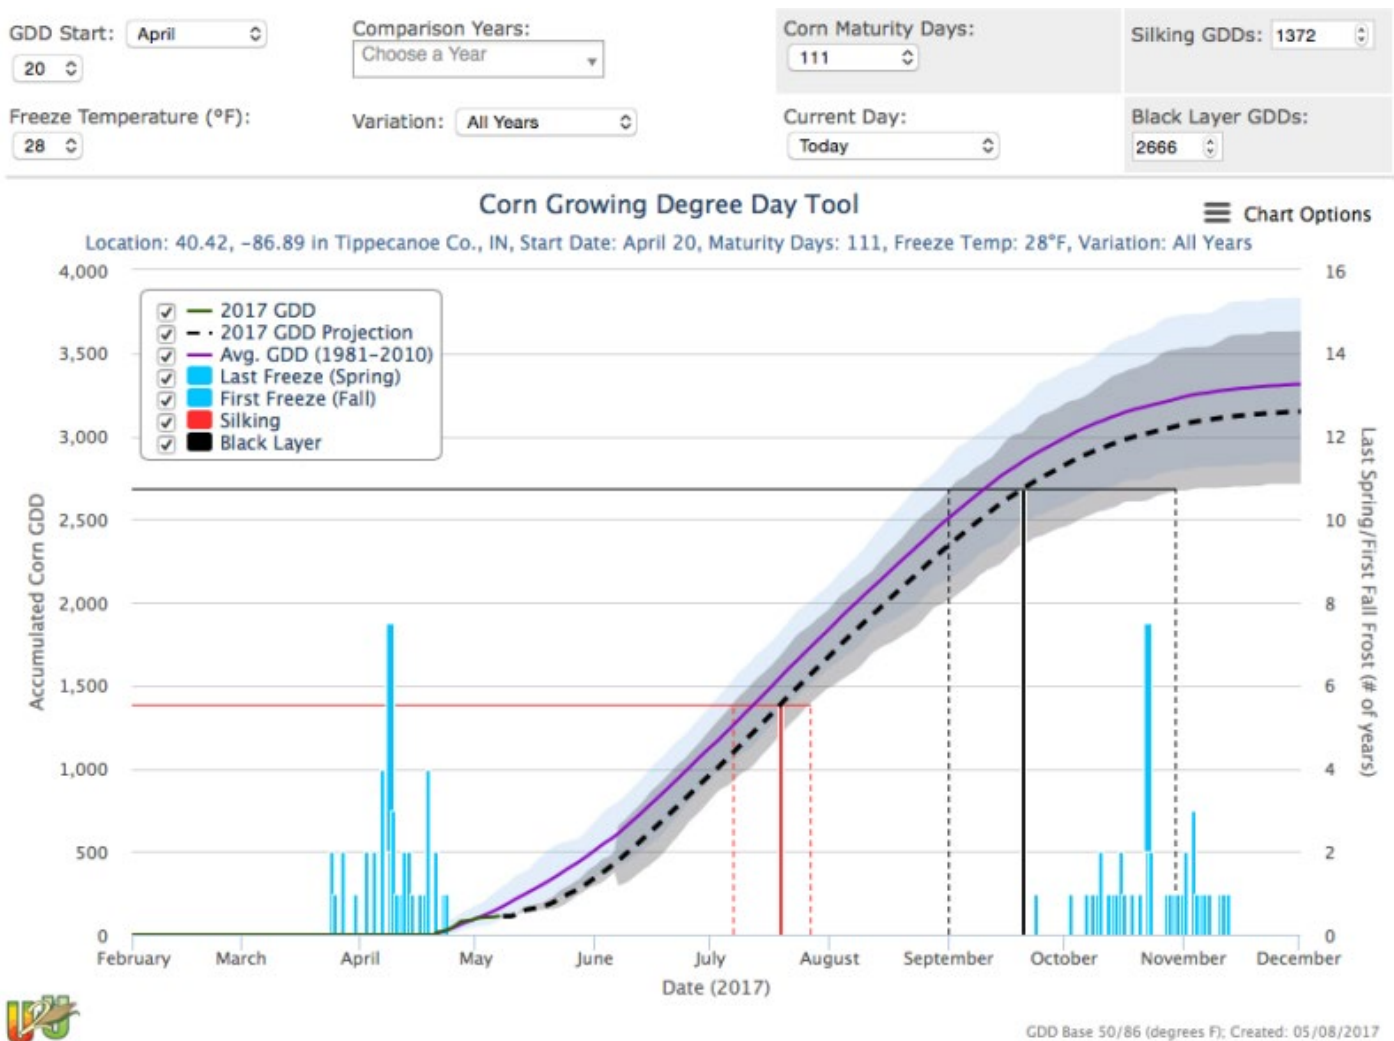 GDD Start: April
20
Comparison Years:
Choose a Year
Corn Maturity Days:
111
Silking GDDs: 1372
Freeze Temperature (°F):
28
Variation: All Years
Current Day:
Today
Black Layer GDDs:
2666
Corn Growing Degree Day Tool
Chart Options
Location: 40.42, -86.89 in Tippecanoe Co., IN, Start Date: April 20, Maturity Days: 111, Freeze Temp: 28°F, Variation: All Years
4,000
3,500
3,000
2,500
2,000
1,500
1,000
500
0
Accumulated Corn GDD
2017 GDD
2017 GDD Projection
Avg. GDD (1981-2010)
Last Freeze (Spring)
First Freeze (Fall)
Silking
Black Layer
16
14
12
10
8
6
4
2
0
Last Spring/First Fall Frost (# of years)
February March April May June July August September October November December
Date (2017)
U2U
GDD Base 50/86 (degrees F); Created: 05/08/2017